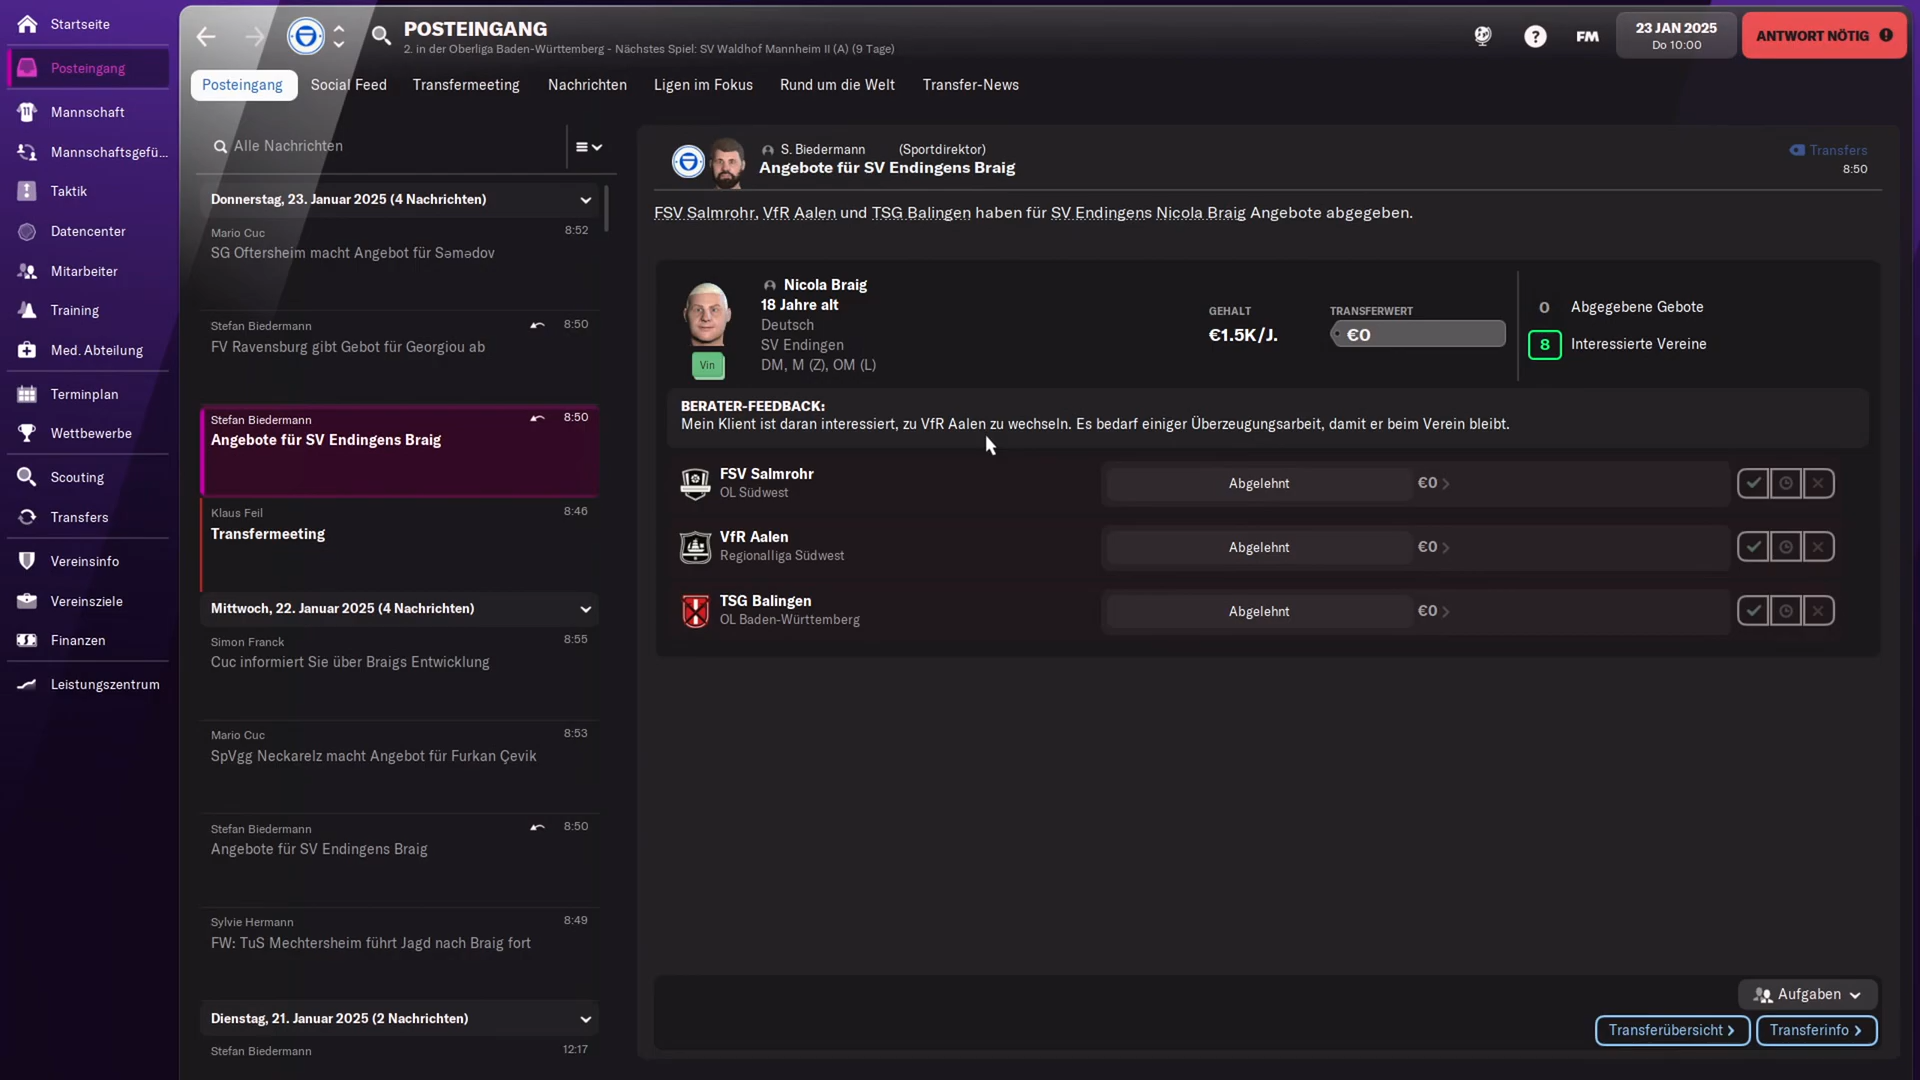 Startseite
Posteingang
Mannschaft
Mannschaftsgefü...
Taktik
Datencenter
Mitarbeiter
Training
Med. Abteilung
Terminplan
Wettbewerbe
Scouting
Transfers
Vereinsinfo
Vereinsziele
Finanzen
Leistungszentrum
POSTEINGANG
2. in der Oberliga Baden-Württemberg - Nächstes Spiel: SV Waldhof Mannheim II (A) (9 Tage)
FM
23 JAN 2025
Do 10:00
ANTWORT NÖTIG
Posteingang
Social Feed
Transfermeeting
Nachrichten
Ligen im Fokus
Rund um die Welt
Transfer-News
Alle Nachrichten
Donnerstag, 23. Januar 2025 (4 Nachrichten)
Mario Cuc 8:52
SG Oftersheim macht Angebot für Səmədov
Stefan Biedermann 8:50
FV Ravensburg gibt Gebot für Georgiou ab
Stefan Biedermann 8:50
Angebote für SV Endingens Braig
Klaus Feil 8:46
Transfermeeting
Mittwoch, 22. Januar 2025 (4 Nachrichten)
Simon Franck 8:55
Cuc informiert Sie über Braigs Entwicklung
Mario Cuc 8:53
SpVgg Neckarelz macht Angebot für Furkan Çevik
Stefan Biedermann 8:50
Angebote für SV Endingens Braig
Sylvie Hermann 8:49
FW: TuS Mechtersheim führt Jagd nach Braig fort
Dienstag, 21. Januar 2025 (2 Nachrichten)
Stefan Biedermann 12:17
S. Biedermann (Sportdirektor)
Angebote für SV Endingens Braig
Transfers
8:50
FSV Salmrohr, VfR Aalen und TSG Balingen haben für SV Endingens Nicola Braig Angebote abgegeben.
Nicola Braig
18 Jahre alt
Deutsch
SV Endingen
DM, M (Z), OM (L)
Vin
GEHALT
€1.5K/J.
TRANSFERWERT
€0
0 Abgegebene Gebote
8 Interessierte Vereine
BERATER-FEEDBACK:
Mein Klient ist daran interessiert, zu VfR Aalen zu wechseln. Es bedarf einiger Überzeugungsarbeit, damit er beim Verein bleibt.
FSV Salmrohr
OL Südwest
Abgelehnt €0
VfR Aalen
Regionalliga Südwest
Abgelehnt €0
TSG Balingen
OL Baden-Württemberg
Abgelehnt €0
Aufgaben
Transferübersicht
Transferinfo